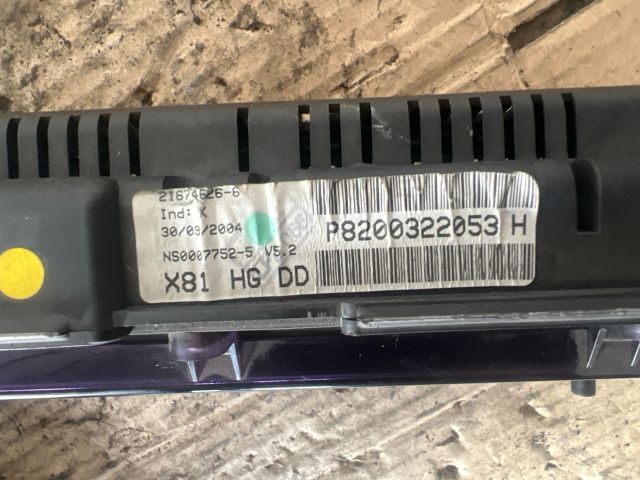 21674626-6
Ind: K
30/09/2004
NS0007752-5 V5.2
X81 HG DD
P8200322053 H